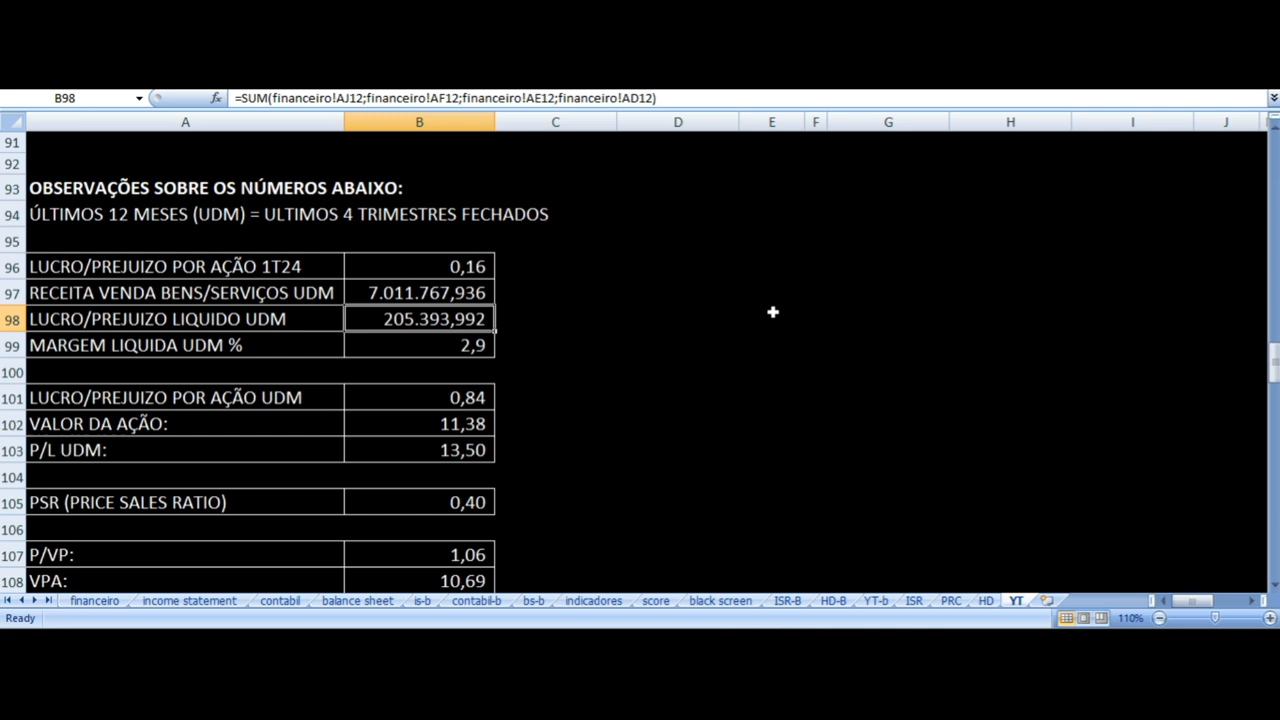 B98 fx =SUM(financeiro!AJ12;financeiro!AF12;financeiro!AE12;financeiro!AD12)
A B C D E F G H I J
91
92
93 OBSERVAÇÕES SOBRE OS NÚMEROS ABAIXO:
94 ÚLTIMOS 12 MESES (UDM) = ULTIMOS 4 TRIMESTRES FECHADOS
95
96 LUCRO/PREJUIZO POR AÇÃO 1T24 0,16
97 RECEITA VENDA BENS/SERVIÇOS UDM 7.011.767,936
98 LUCRO/PREJUIZO LIQUIDO UDM 205.393,992
99 MARGEM LIQUIDA UDM % 2,9
100
101 LUCRO/PREJUIZO POR AÇÃO UDM 0,84
102 VALOR DA AÇÃO: 11,38
103 P/L UDM: 13,50
104
105 PSR (PRICE SALES RATIO) 0,40
106
107 P/VP: 1,06
108 VPA: 10,69
financeiro income statement contabil balance sheet is-b contabil-b bs-b indicadores score black screen ISR-B HD-B YT-b ISR PRC HD YT
Ready 110%